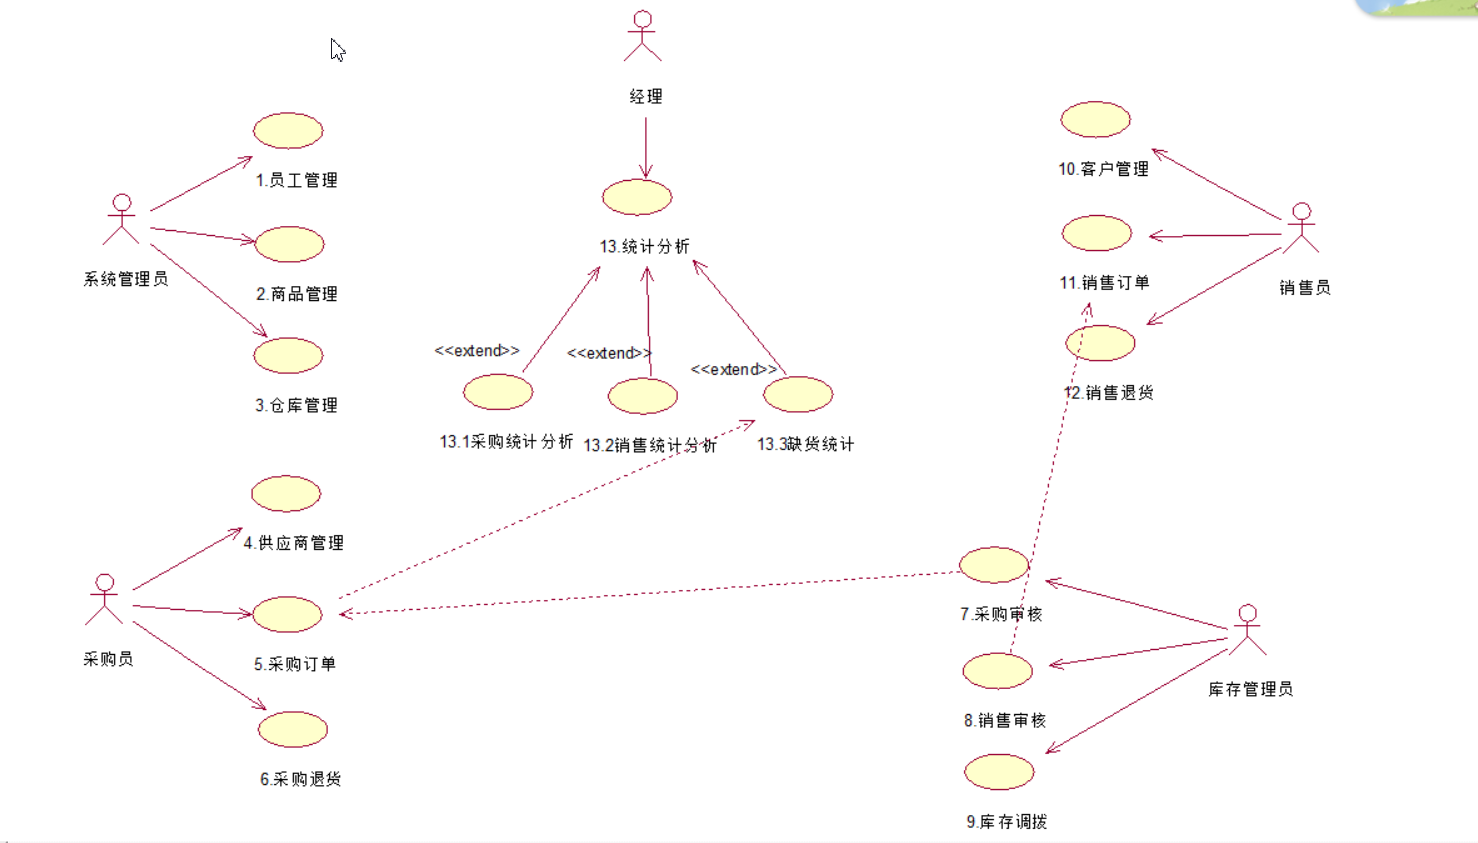 经理
10.客户管理
1.员工管理
13.统计分析
系统管理员
11.销售订单
销售员
2.商品管理
<<extend>>
<<extend>>
<<extend>>
12.销售退货
3.仓库管理
13.1采购统计分析
13.2销售统计分析
13.3缺货统计
4.供应商管理
7.采购审核
采购员
5.采购订单
库存管理员
8.销售审核
6.采购退货
9.库存调拨